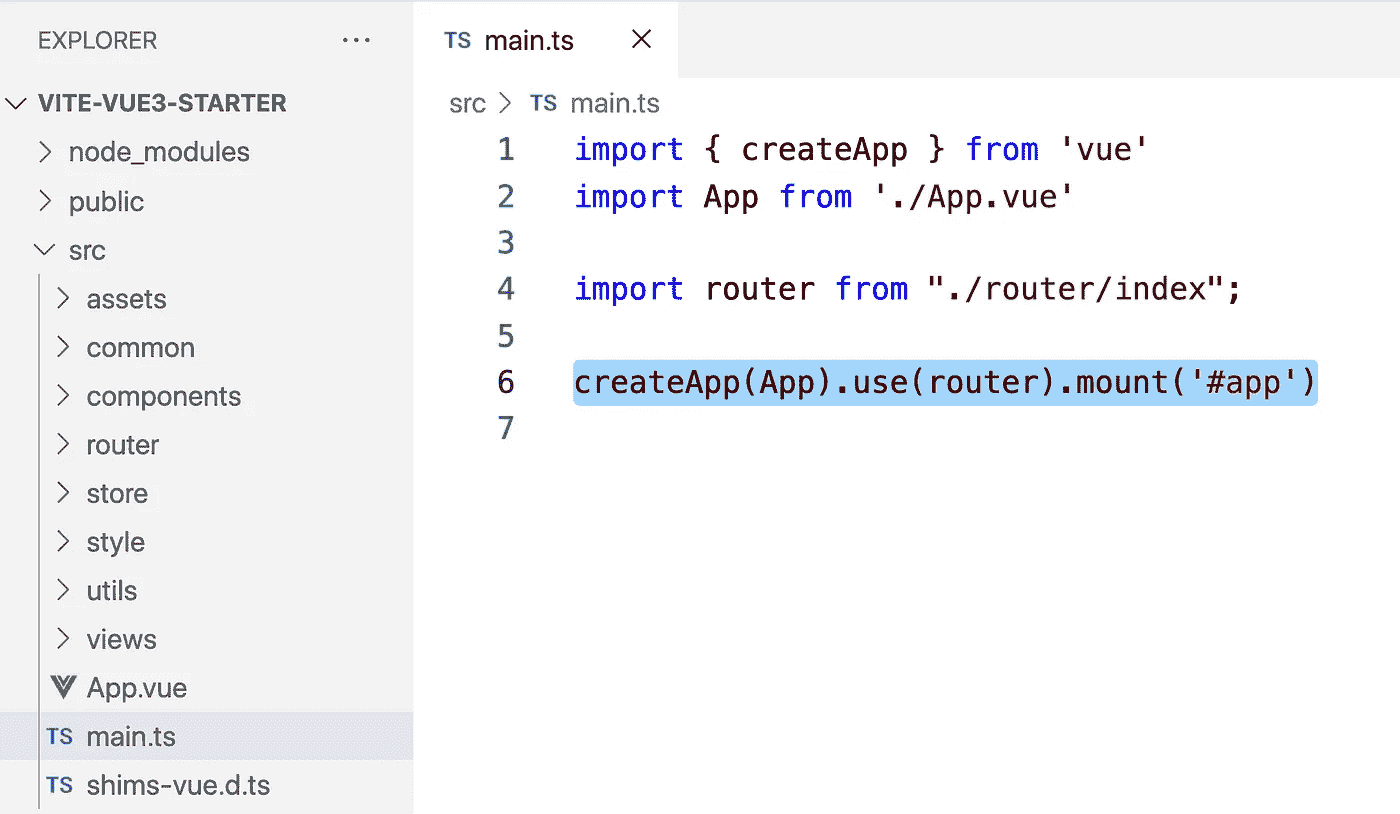 EXPLORER ...
VITE-VUE3-STARTER
node_modules
public
src
assets
common
components
router
store
style
utils
views
App.vue
TS main.ts
TS shims-vue.d.ts
TS main.ts
src > TS main.ts
1 import { createApp } from 'vue'
2 import App from './App.vue'
3
4 import router from "./router/index";
5
6 createApp(App).use(router).mount('#app')
7